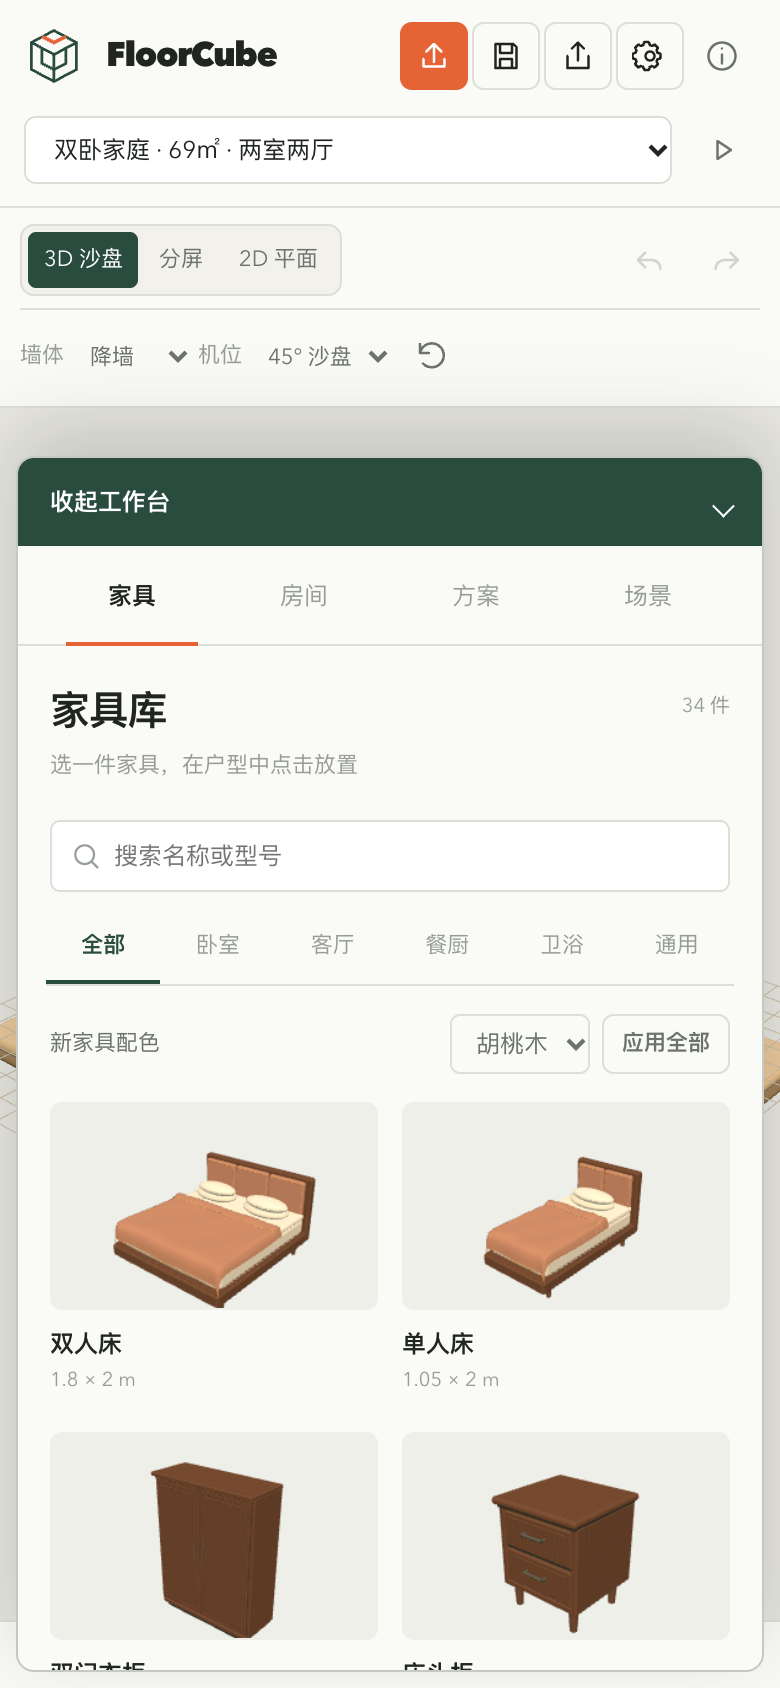 FloorCube
双卧家庭 · 69㎡ · 两室两厅
3D 沙盘 分屏 2D 平面
墙体 降墙 机位 45° 沙盘
收起工作台
家具 房间 方案 场景
家具库
34 件
选一件家具，在户型中点击放置
搜索名称或型号
全部 卧室 客厅 餐厨 卫浴 通用
新家具配色 胡桃木 应用全部
双人床 单人床
1.8 × 2 m 1.05 × 2 m